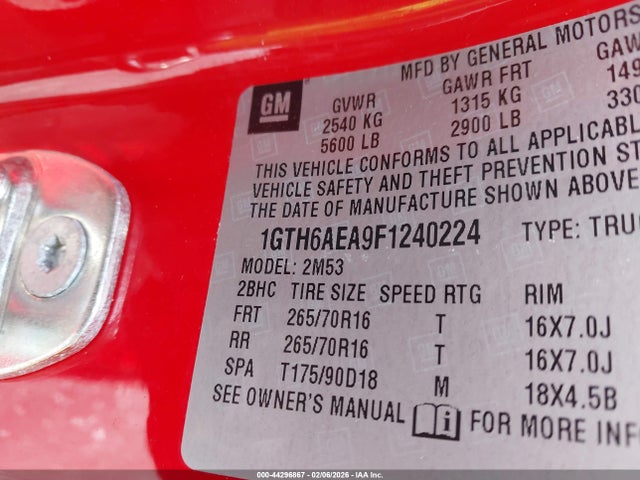 MFD BY GENERAL MOTORS
GM
GVWR GAWR FRT GAW
2540 KG 1315 KG 149
5600 LB 2900 LB 330
THIS VEHICLE CONFORMS TO ALL APPLICABLE
VEHICLE SAFETY AND THEFT PREVENTION ST
THE DATE OF MANUFACTURE SHOWN ABOVE
1GTH6AEA9F1240224 TYPE: TRU
MODEL: 2M53
2BHC TIRE SIZE SPEED RTG RIM
FRT 265/70R16 T 16X7.0J
RR 265/70R16 T 16X7.0J
SPA T175/90D18 M 18X4.5B
SEE OWNER'S MANUAL i FOR MORE INF
000-44296867 - 02/06/2026 - IAA Inc.